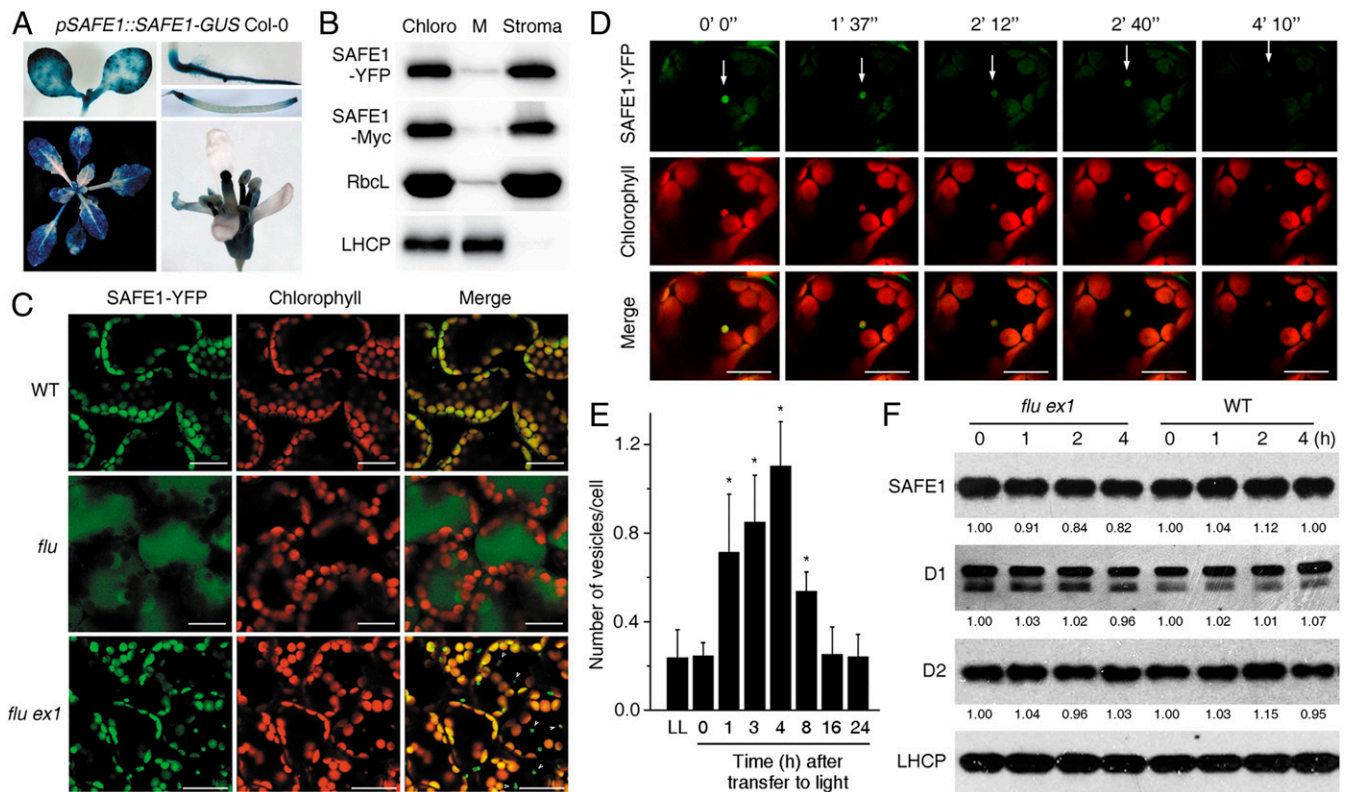 A
pSAFE1::SAFE1-GUS Col-0
B
Chloro M Stroma
SAFE1
-YFP
SAFE1
-Myc
RbcL
LHCP
C
SAFE1-YFP Chlorophyll Merge
WT
flu
flu ex1
D
0' 0" 1' 37" 2' 12" 2' 40" 4' 10"
SAFE1-YFP
Chlorophyll
Merge
E
Number of vesicles/cell
1.2
0.8
0.4
0.0
* * * *
LL 0 1 3 4 8 16 24
Time (h) after
transfer to light
F
flu ex1 WT
0 1 2 4 0 1 2 4 (h)
SAFE1
1.00 0.91 0.84 0.82 1.00 1.04 1.12 1.00
D1
1.00 1.03 1.02 0.96 1.00 1.02 1.01 1.07
D2
1.00 1.04 0.96 1.03 1.00 1.03 1.15 0.95
LHCP